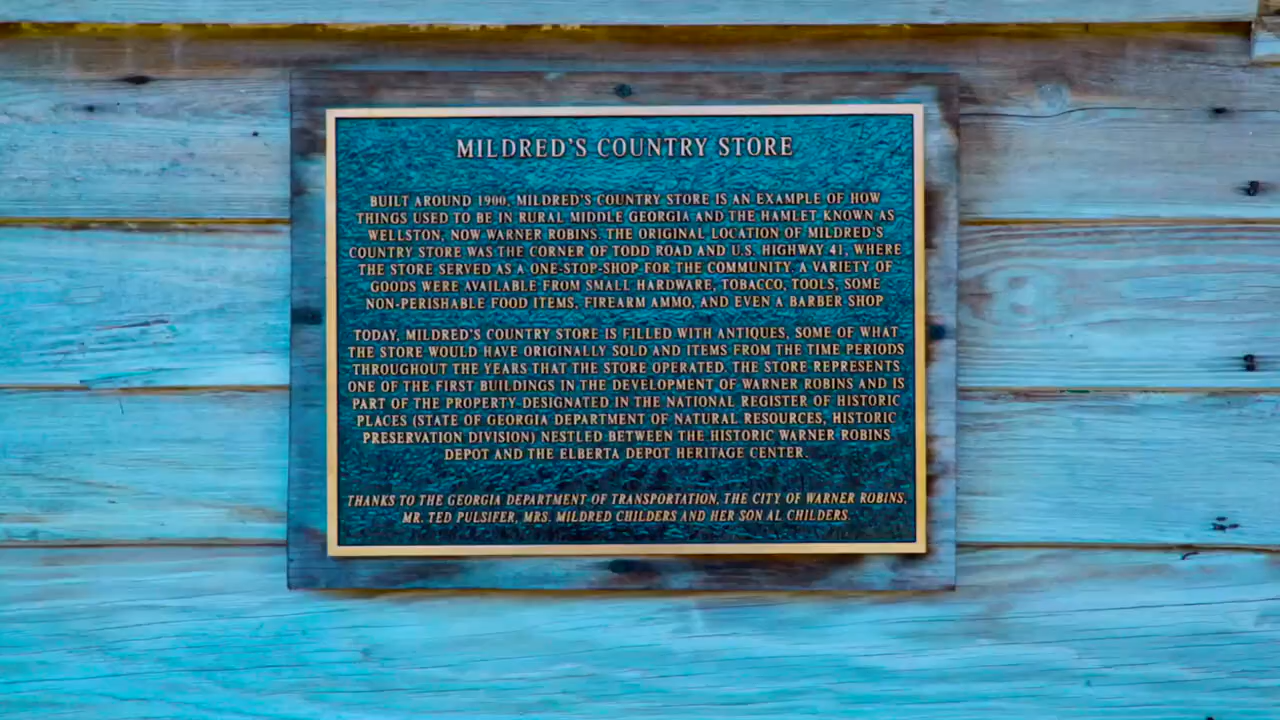 MILDRED'S COUNTRY STORE
BUILT AROUND 1900, MILDRED'S COUNTRY STORE IS AN EXAMPLE OF HOW
THINGS USED TO BE IN RURAL MIDDLE GEORGIA AND THE HAMLET KNOWN AS
WELLSTON, NOW WARNER ROBINS. THE ORIGINAL LOCATION OF MILDRED'S
COUNTRY STORE WAS THE CORNER OF TODD ROAD AND U.S. HIGHWAY 41, WHERE
THE STORE SERVED AS A ONE-STOP-SHOP FOR THE COMMUNITY. A VARIETY OF
GOODS WERE AVAILABLE FROM SMALL HARDWARE, TOBACCO, TOOLS, SOME
NON-PERISHABLE FOOD ITEMS, FIREARM AMMO, AND EVEN A BARBER SHOP
TODAY, MILDRED'S COUNTRY STORE IS FILLED WITH ANTIQUES, SOME OF WHAT
THE STORE WOULD HAVE ORIGINALLY SOLD AND ITEMS FROM THE TIME PERIODS
THROUGHOUT THE YEARS THAT THE STORE OPERATED. THE STORE REPRESENTS
ONE OF THE FIRST BUILDINGS IN THE DEVELOPMENT OF WARNER ROBINS AND IS
PART OF THE PROPERTY DESIGNATED IN THE NATIONAL REGISTER OF HISTORIC
PLACES (STATE OF GEORGIA DEPARTMENT OF NATURAL RESOURCES, HISTORIC
PRESERVATION DIVISION) NESTLED BETWEEN THE HISTORIC WARNER ROBINS
DEPOT AND THE ELBERTA DEPOT HERITAGE CENTER.
THANKS TO THE GEORGIA DEPARTMENT OF TRANSPORTATION, THE CITY OF WARNER ROBINS,
MR. TED PULSIFER, MRS. MILDRED CHILDERS AND HER SON AL CHILDERS.